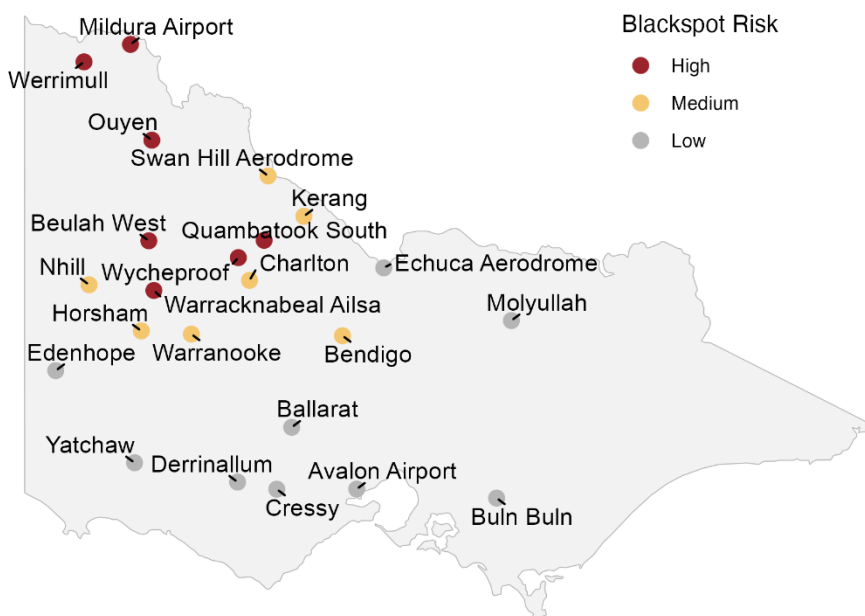 Blackspot Risk
High
Medium
Low
Mildura Airport
Werrimull
Ouyen
Swan Hill Aerodrome
Kerang
Beulah West
Quambatook South
Nhill
Wycheproof
Charlton
Echuca Aerodrome
Warracknabeal Ailsa
Molyullah
Horsham
Edenhope
Warranooke
Bendigo
Ballarat
Yatchaw
Derrinallum
Avalon Airport
Cressy
Buln Buln